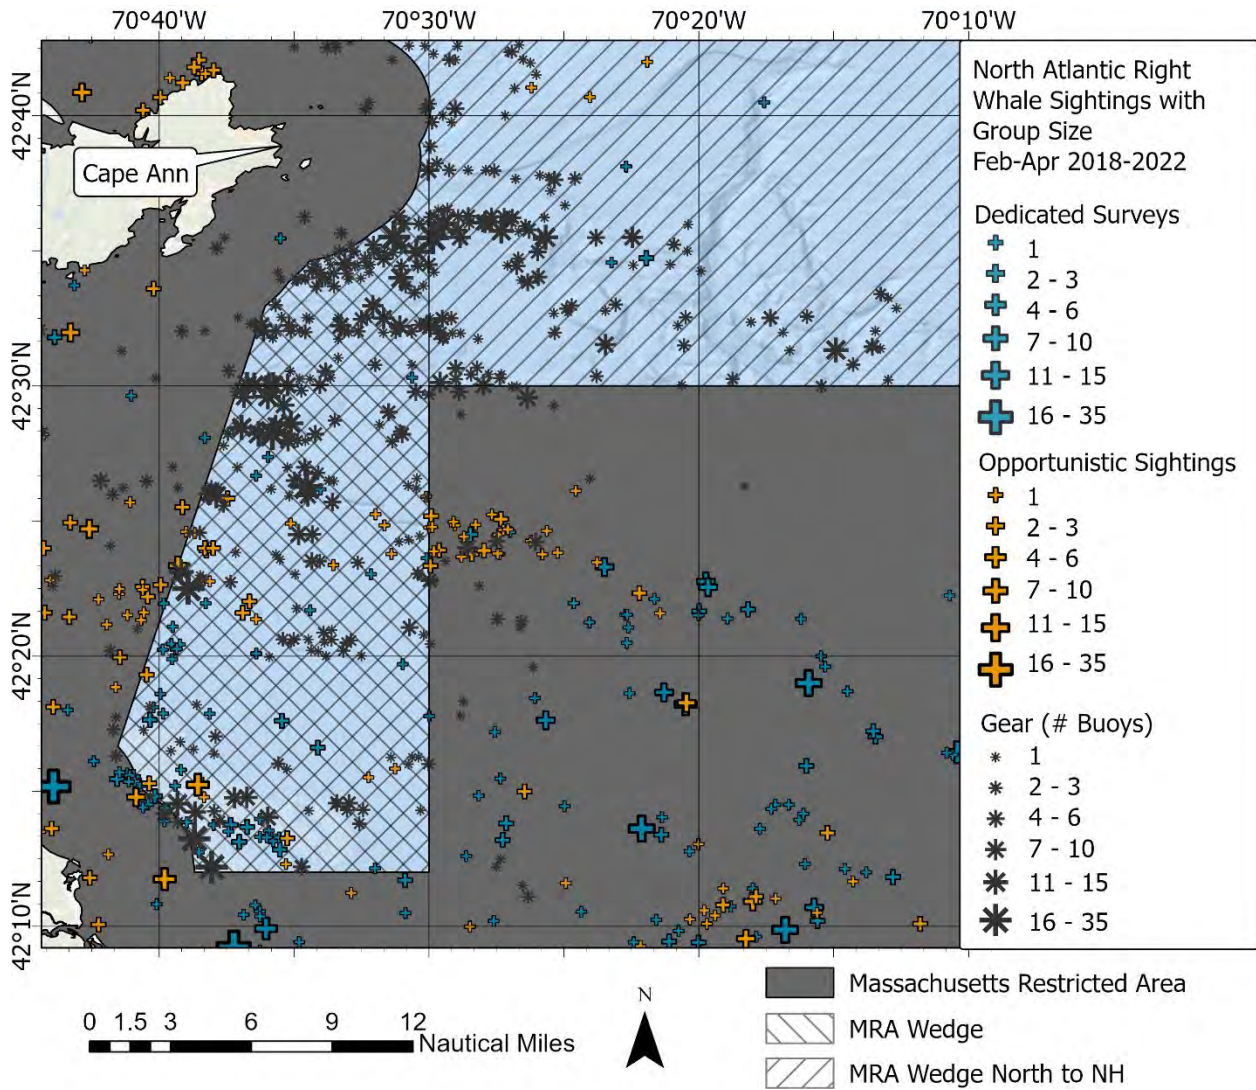 70°40'W 70°30'W 70°20'W 70°10'W
42°40'N
42°30'N
42°20'N
42°10'N
Cape Ann
North Atlantic Right
Whale Sightings with
Group Size
Feb-Apr 2018-2022
Dedicated Surveys
1
2 - 3
4 - 6
7 - 10
11 - 15
16 - 35
Opportunistic Sightings
1
2 - 3
4 - 6
7 - 10
11 - 15
16 - 35
Gear (# Buoys)
1
2 - 3
4 - 6
7 - 10
11 - 15
16 - 35
Massachusetts Restricted Area
MRA Wedge
MRA Wedge North to NH
N
0 1.5 3 6 9 12
Nautical Miles